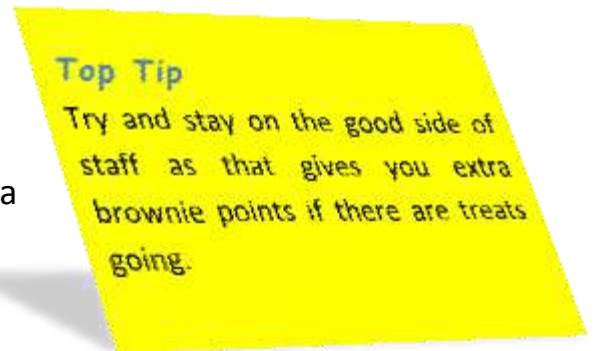 Top Tip
Try and stay on the good side of
staff as that gives you extra
a
brownie points if there are treats
going.